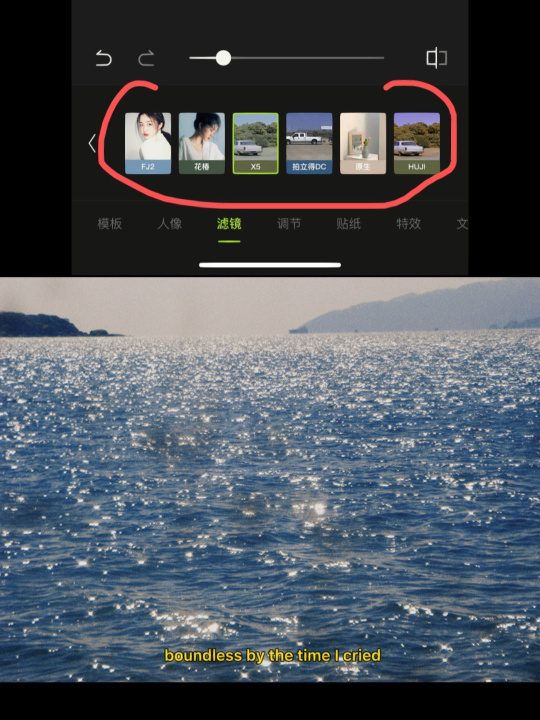 FJ2
花椿
X5
拍立得DC
原生
HUJI
模板
人像
滤镜
调节
贴纸
特效
文
boundless by the time I cried